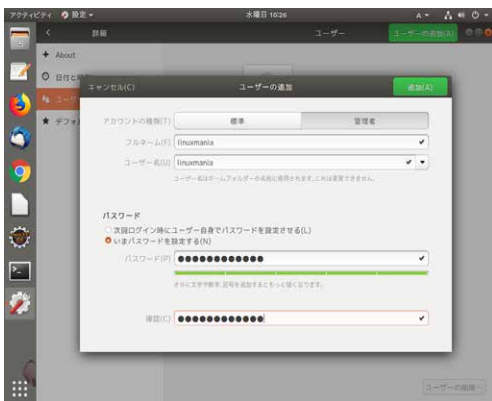 アクティビティ 設定 水曜日 10:26 A
詳細 ユーザー ユーザーの追加(A)
About
日付と
ユーザ
デフォ
キャンセル(C) ユーザーの追加 追加(A)
アカウントの種類(T) 標準 管理者
フルネーム(F) linuxmania
ユーザー名(U) linuxmania
ユーザー名はホームフォルダーの名前に使用されます。これは変更できません。
パスワード
次回ログイン時にユーザー自身でパスワードを設定させる(L)
いまパスワードを設定する(N)
パスワード(P) ●●●●●●●●●●●●
さらに文字や数字、記号を追加するともっと強くなります。
確認(C) ●●●●●●●●●●●●
ユーザーの削除